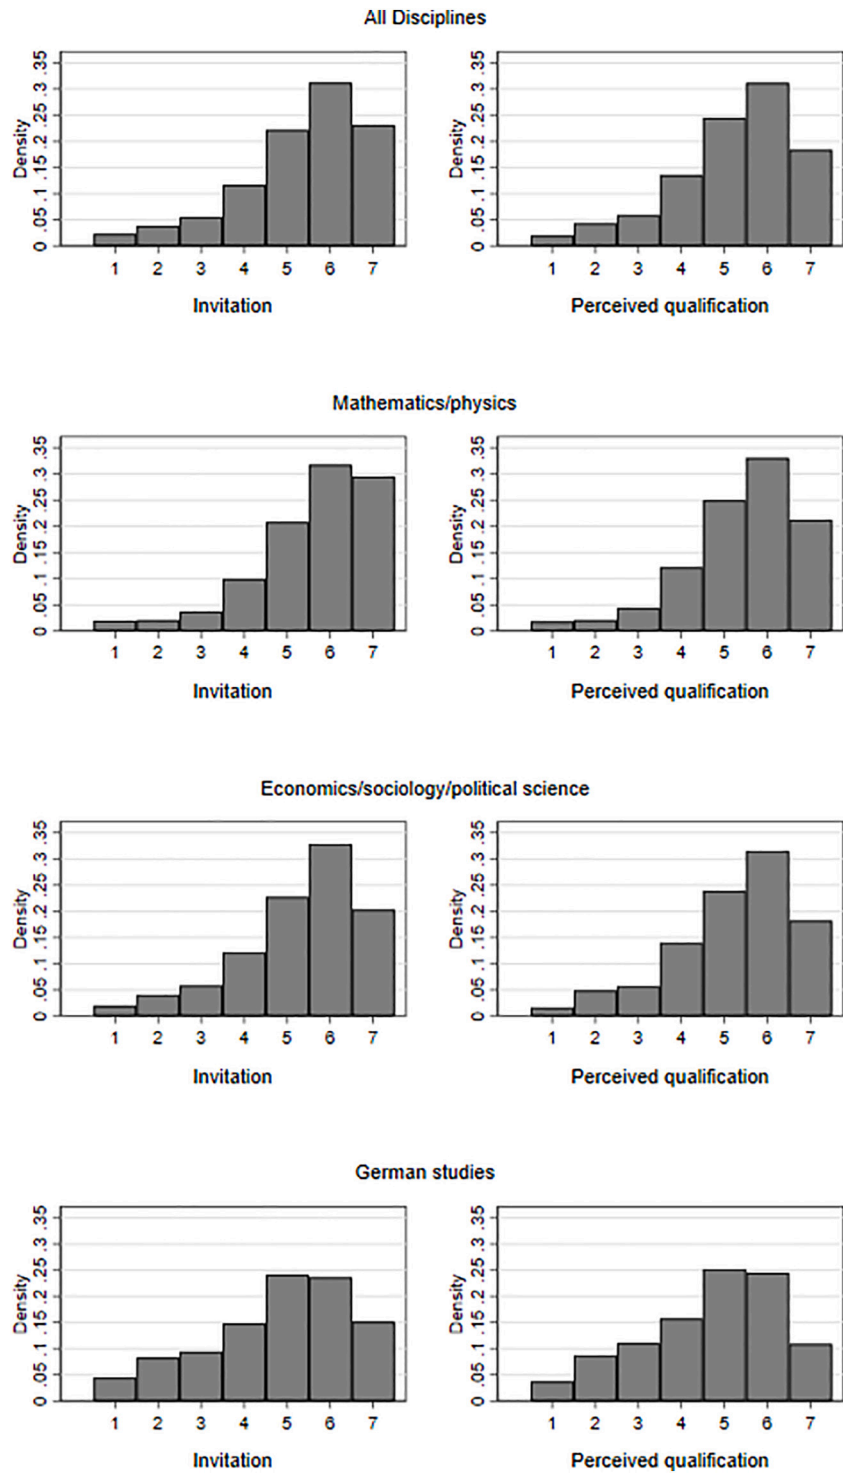 All Disciplines
Density
0 .05 .1 .15 .2 .25 .3 .35
1 2 3 4 5 6 7
Invitation
Density
0 .05 .1 .15 .2 .25 .3 .35
1 2 3 4 5 6 7
Perceived qualification
Mathematics/physics
Density
0 .05 .1 .15 .2 .25 .3 .35
1 2 3 4 5 6 7
Invitation
Density
0 .05 .1 .15 .2 .25 .3 .35
1 2 3 4 5 6 7
Perceived qualification
Economics/sociology/political science
Density
0 .05 .1 .15 .2 .25 .3 .35
1 2 3 4 5 6 7
Invitation
Density
0 .05 .1 .15 .2 .25 .3 .35
1 2 3 4 5 6 7
Perceived qualification
German studies
Density
0 .05 .1 .15 .2 .25 .3 .35
1 2 3 4 5 6 7
Invitation
Density
0 .05 .1 .15 .2 .25 .3 .35
1 2 3 4 5 6 7
Perceived qualification